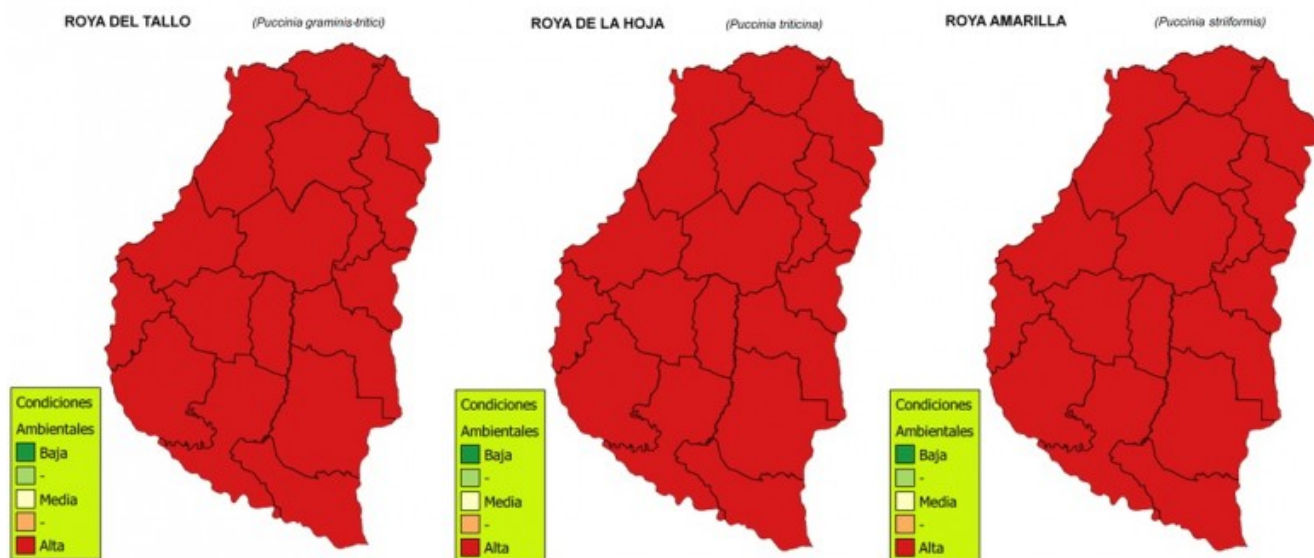 ROYA DEL TALLO (Puccinia graminis-tritici)
ROYA DE LA HOJA (Puccinia triticina)
ROYA AMARILLA (Puccinia striiformis)
Condiciones
Ambientales
Baja
-
Media
-
Alta
Condiciones
Ambientales
Baja
-
Media
-
Alta
Condiciones
Ambientales
Baja
-
Media
-
Alta